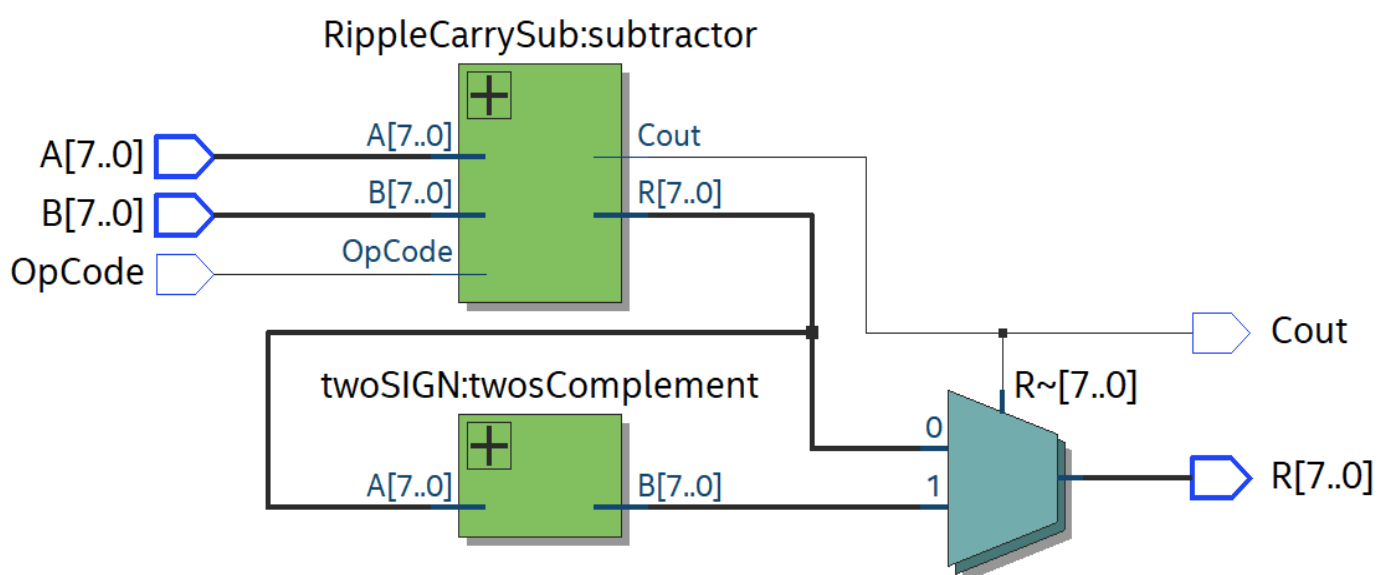 RippleCarrySub:subtractor
A[7..0]
A[7..0]
Cout
B[7..0]
B[7..0]
R[7..0]
OpCode
OpCode
Cout
twoSIGN:twosComplement
R~[7..0]
0
A[7..0]
B[7..0]
1
R[7..0]